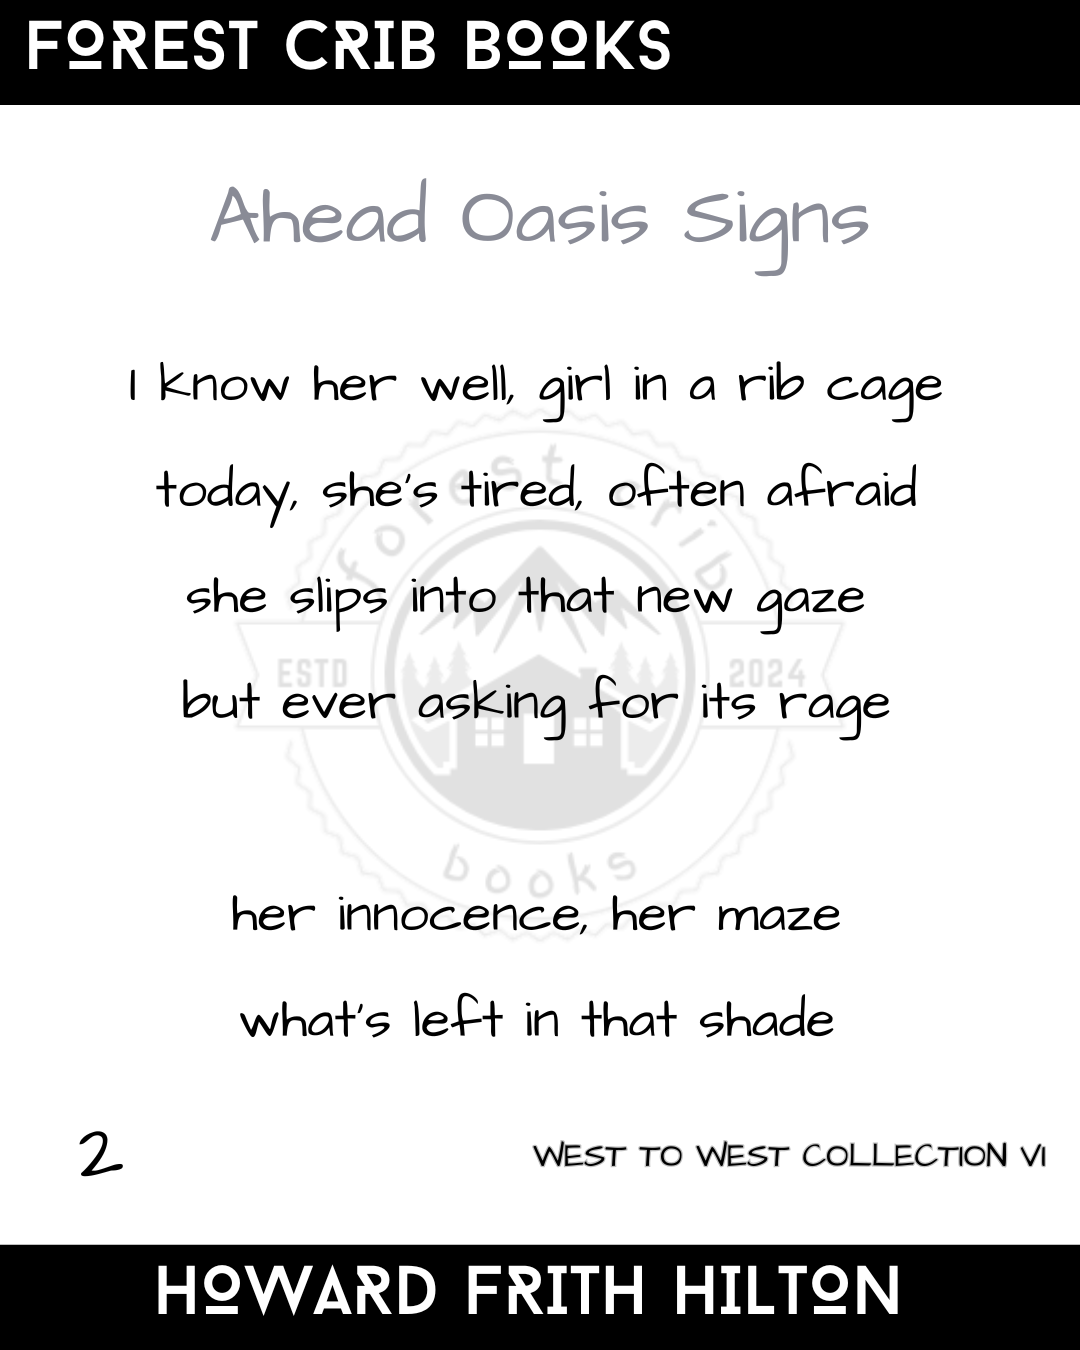 FOREST CRIB BOOKS
Ahead Oasis Signs
I know her well, girl in a rib cage
today, she's tired, often afraid
she slips into that new gaze
but ever asking for its rage
forest crib
ESTD 2024
books
her innocence, her maze
what's left in that shade
2
WEST TO WEST COLLECTION VI
HOWARD FRITH HILTON